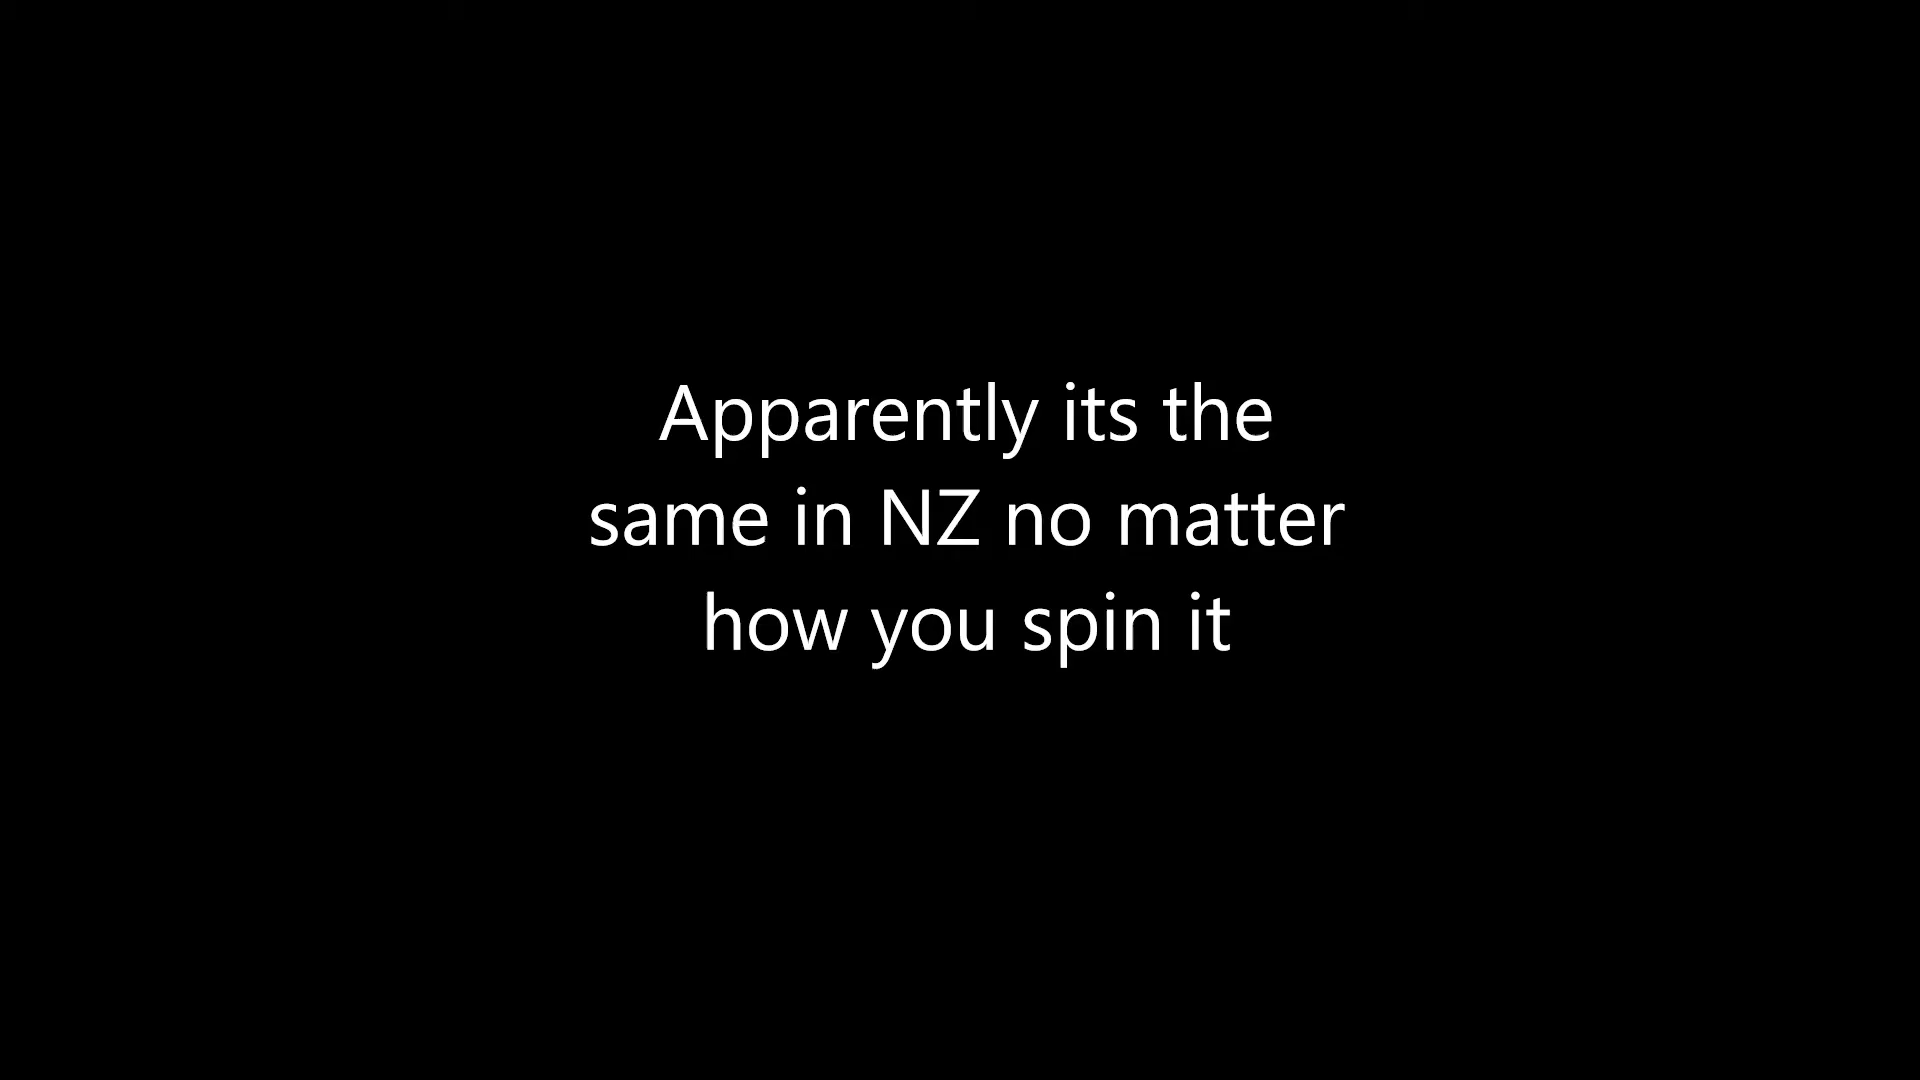 Apparently its the
same in NZ no matter
how you spin it